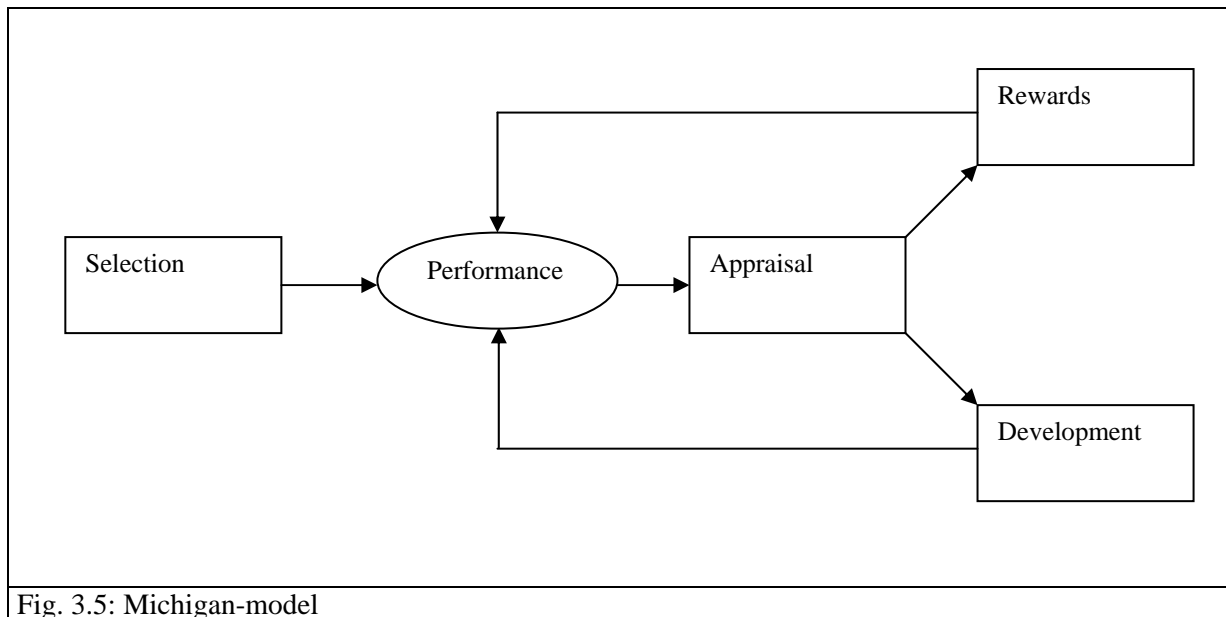 Rewards
Selection
Performance
Appraisal
Development
Fig. 3.5: Michigan-model